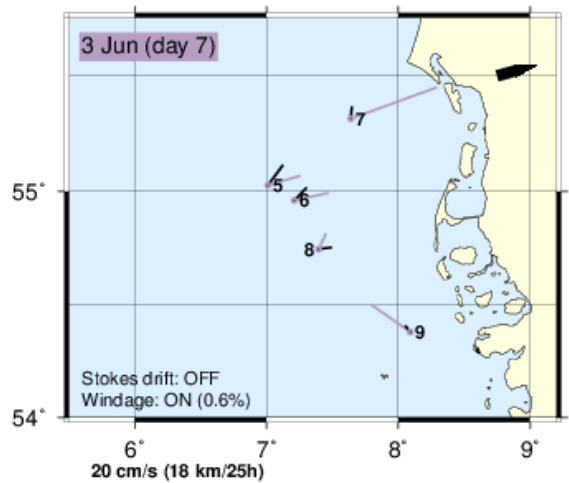 3 Jun (day 7)
7
5
6
55°
8
9
Stokes drift: OFF
Windage: ON (0.6%)
54°
6° 7° 8° 9°
20 cm/s (18 km/25h)